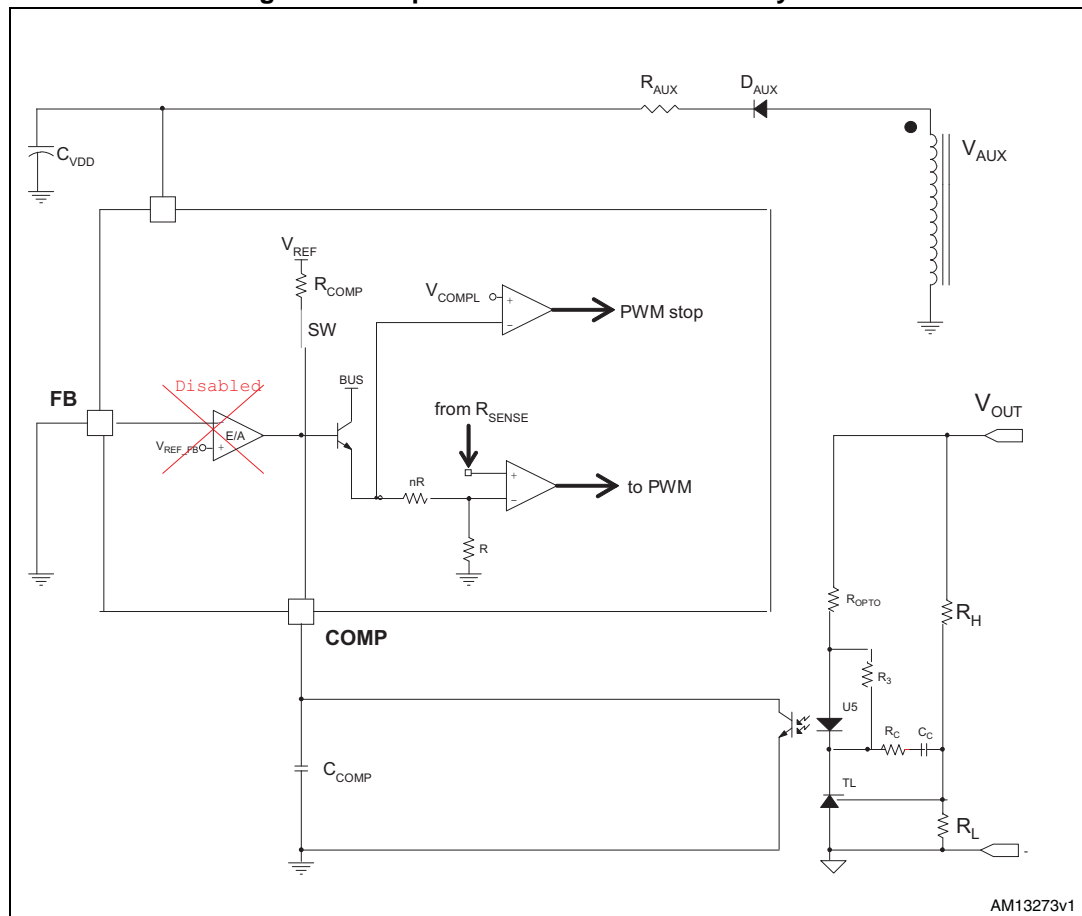 R_AUX
D_AUX
C_VDD
V_AUX
V_REF
R_COMP
V_COMPL
+
-
PWM stop
SW
Disabled
BUS
FB
from R_SENSE
V_OUT
E/A
V_REF_FB
+
+
-
to PWM
nR
R
R_OPTO
R_H
COMP
R_3
U5
R_C
C_C
C_COMP
TL
R_L
-
AM13273v1